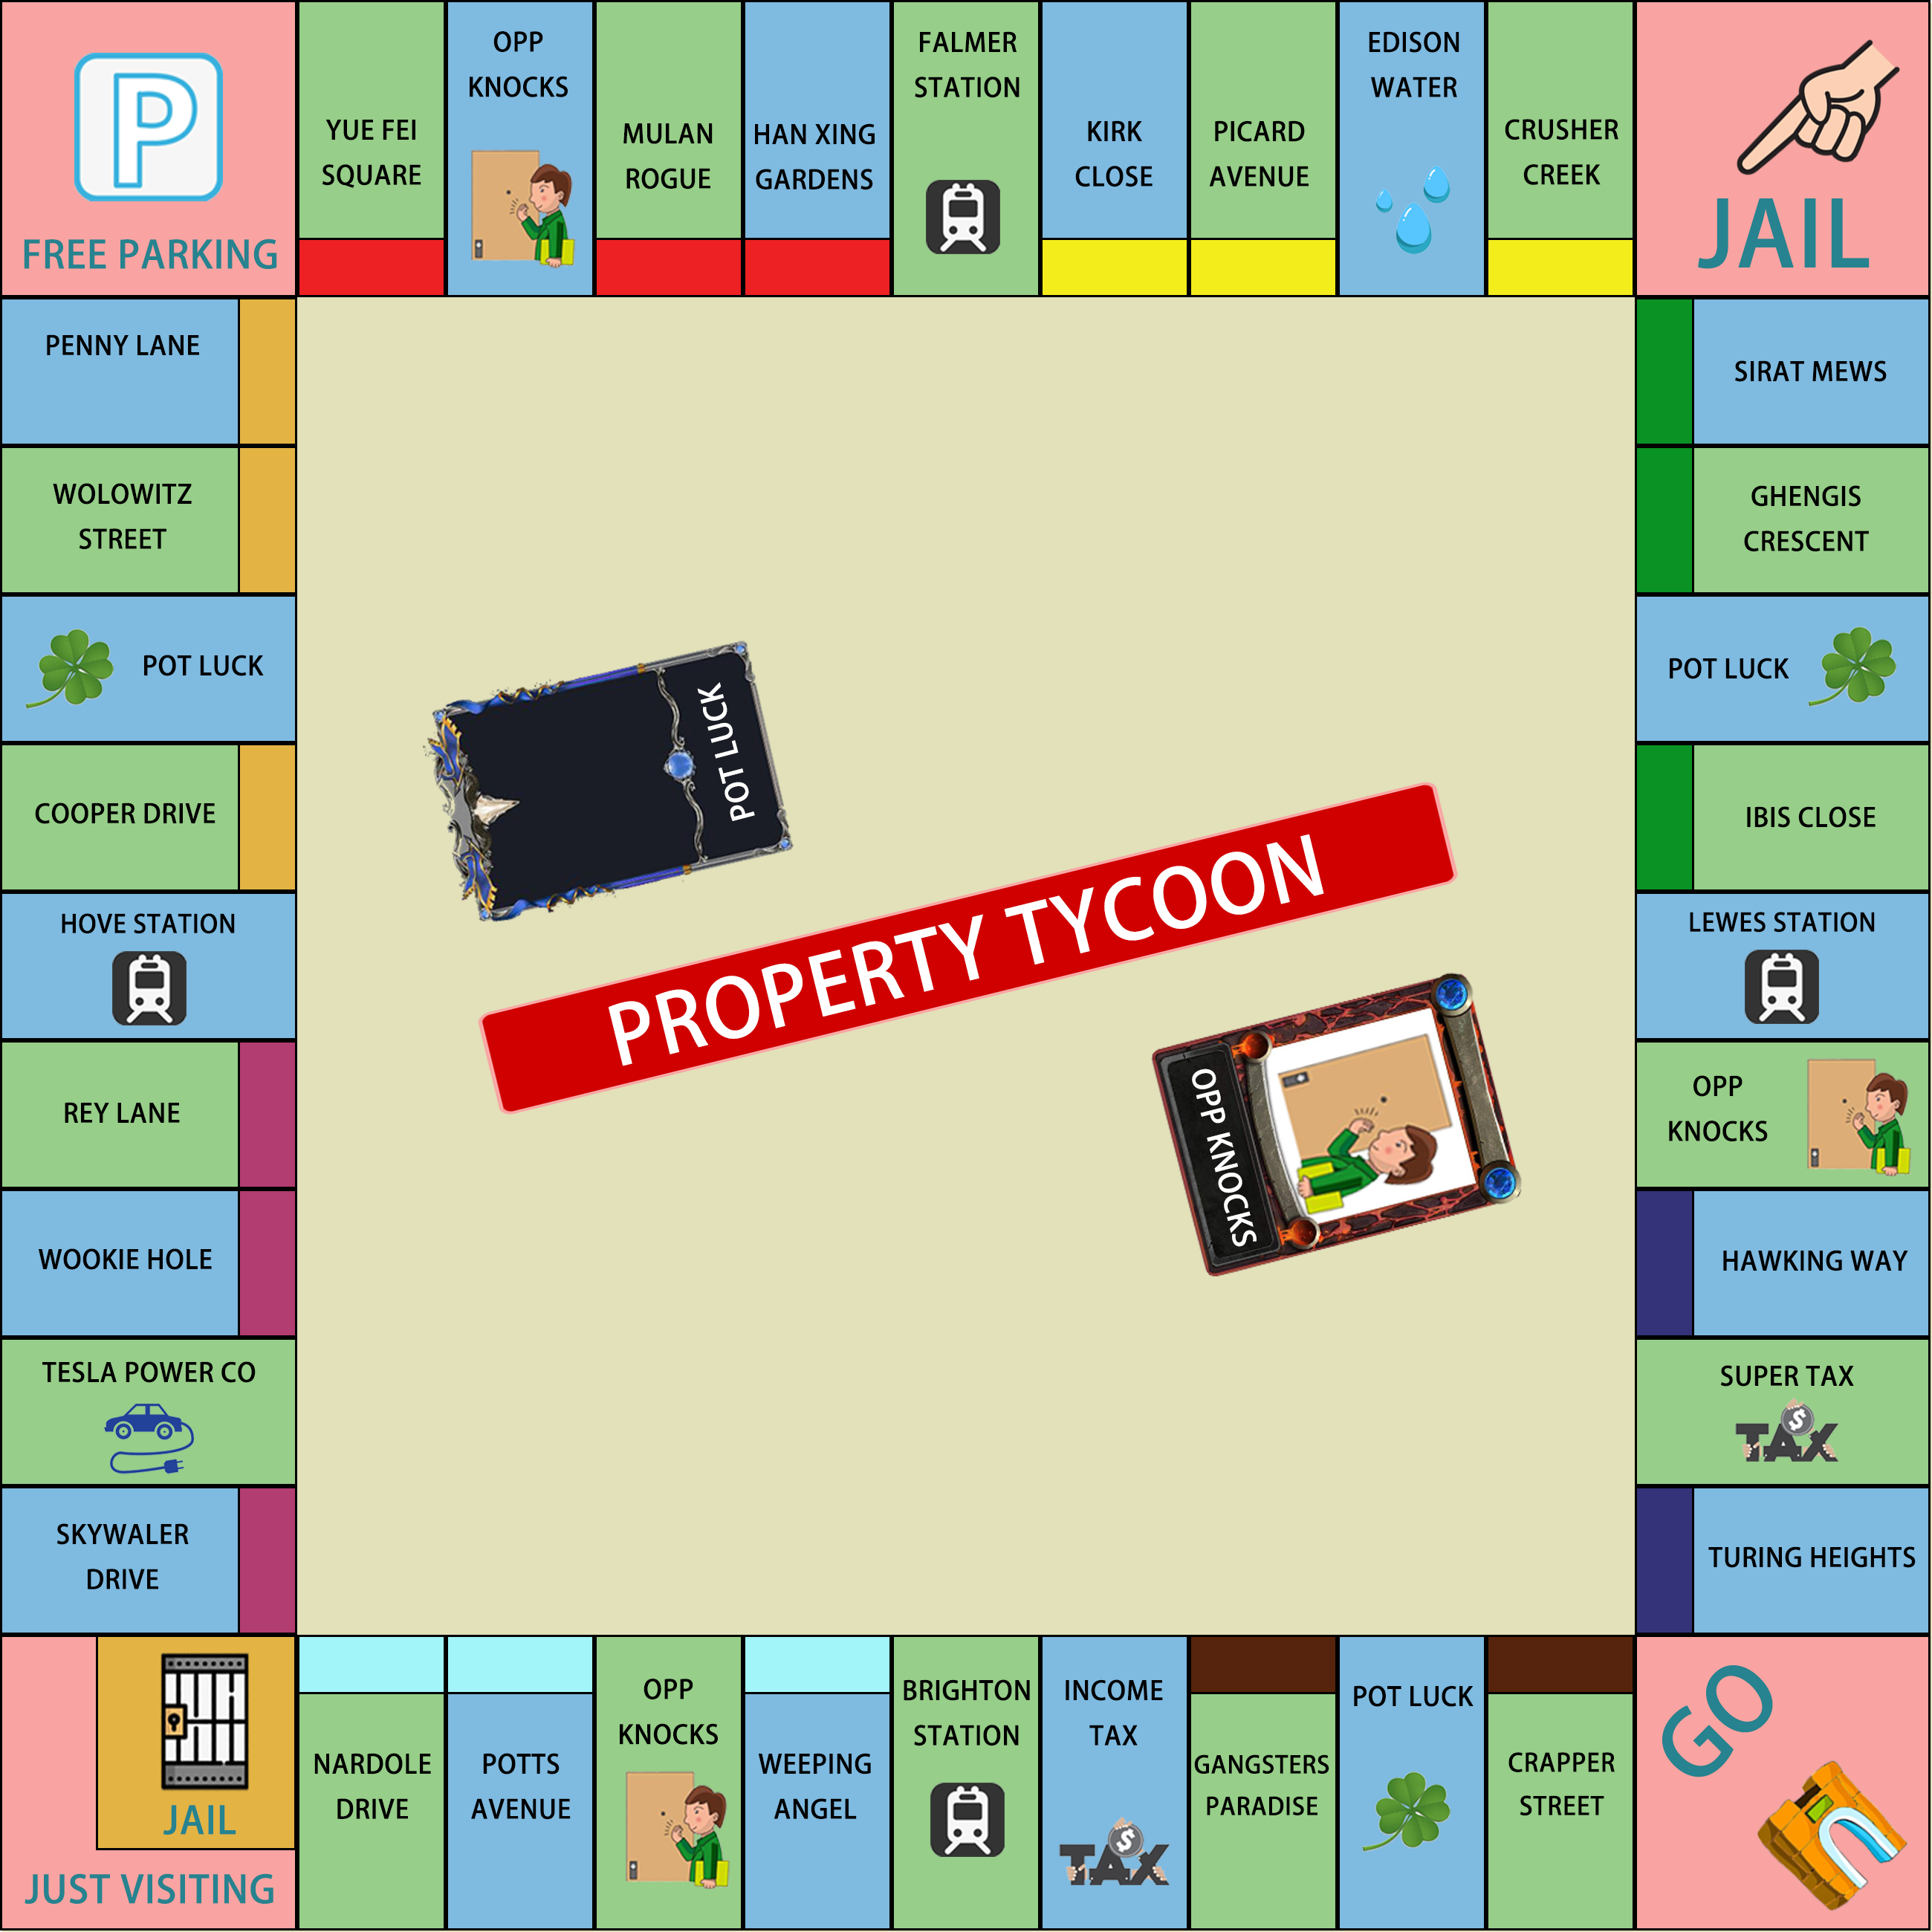 P
FREE PARKING
YUE FEI
SQUARE
OPP
KNOCKS
MULAN
ROGUE
HAN XING
GARDENS
FALMER
STATION
KIRK
CLOSE
PICARD
AVENUE
EDISON
WATER
CRUSHER
CREEK
JAIL
PENNY LANE
WOLOWITZ
STREET
POT LUCK
COOPER DRIVE
HOVE STATION
REY LANE
WOOKIE HOLE
TESLA POWER CO
SKYWALER
DRIVE
POT LUCK
PROPERTY TYCOON
OPP KNOCKS
SIRAT MEWS
GHENGIS
CRESCENT
POT LUCK
IBIS CLOSE
LEWES STATION
OPP
KNOCKS
HAWKING WAY
SUPER TAX
$
TAX
TURING HEIGHTS
JAIL
JUST VISITING
NARDOLE
DRIVE
POTTS
AVENUE
OPP
KNOCKS
WEEPING
ANGEL
BRIGHTON
STATION
INCOME
TAX
$
TAX
GANGSTERS
PARADISE
POT LUCK
CRAPPER
STREET
GO